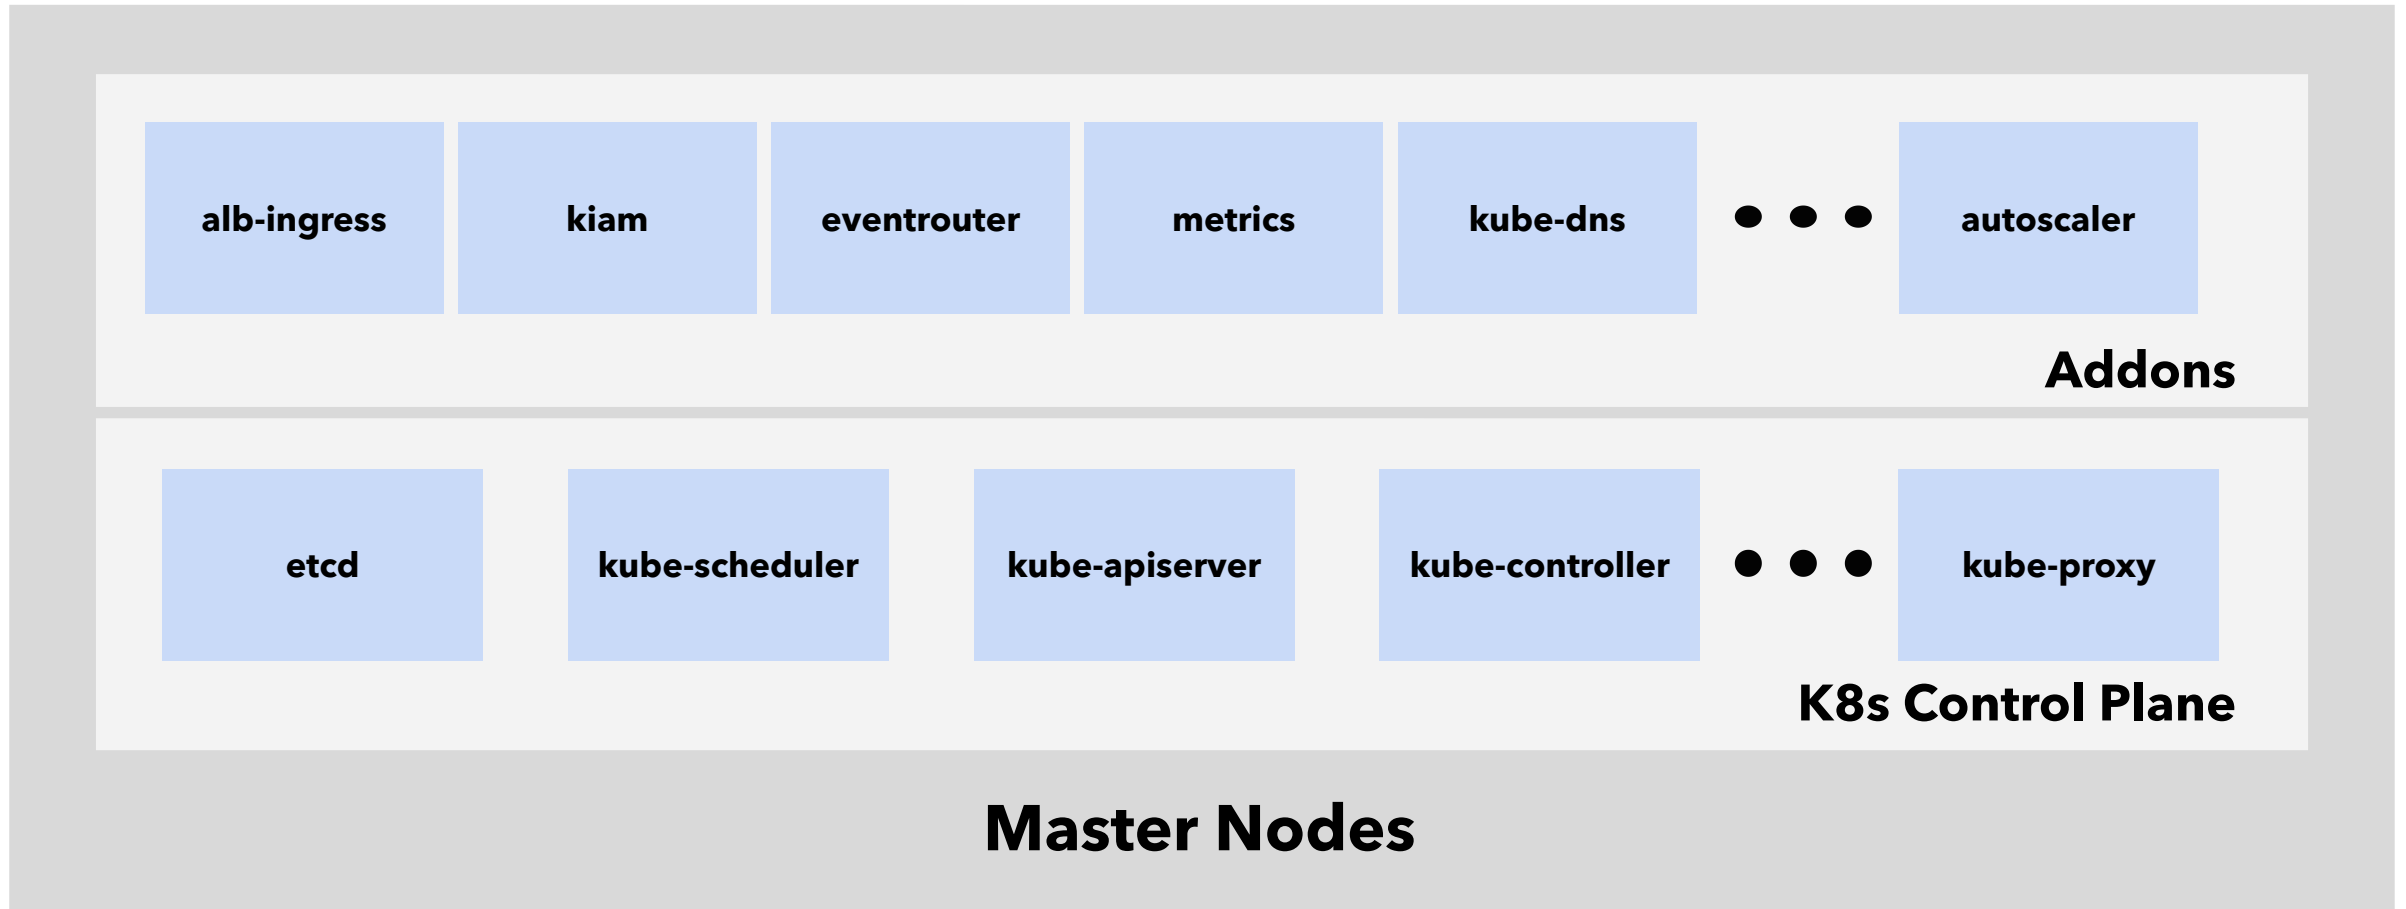 alb-ingress
kiam
eventrouter
metrics
kube-dns
autoscaler
Addons
etcd
kube-scheduler
kube-apiserver
kube-controller
kube-proxy
K8s Control Plane
Master Nodes